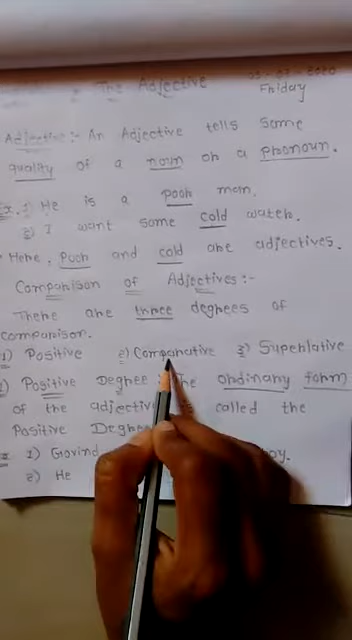 The Adjective
Friday
Adjective :- An Adjective tells some
quality of a noun or a pronoun.
Ex. 1) He is a poor man.
2) I want some cold water.
Here, Poor and cold are adjectives.
Comparison of Adjectives :-
There are three degrees of
comparison.
1) Positive 2) Comparative 3) Superlative
1) Positive Degree The ordinary form
of the adjective is called the
Positive Degree
Ex 1) Govind
2) He